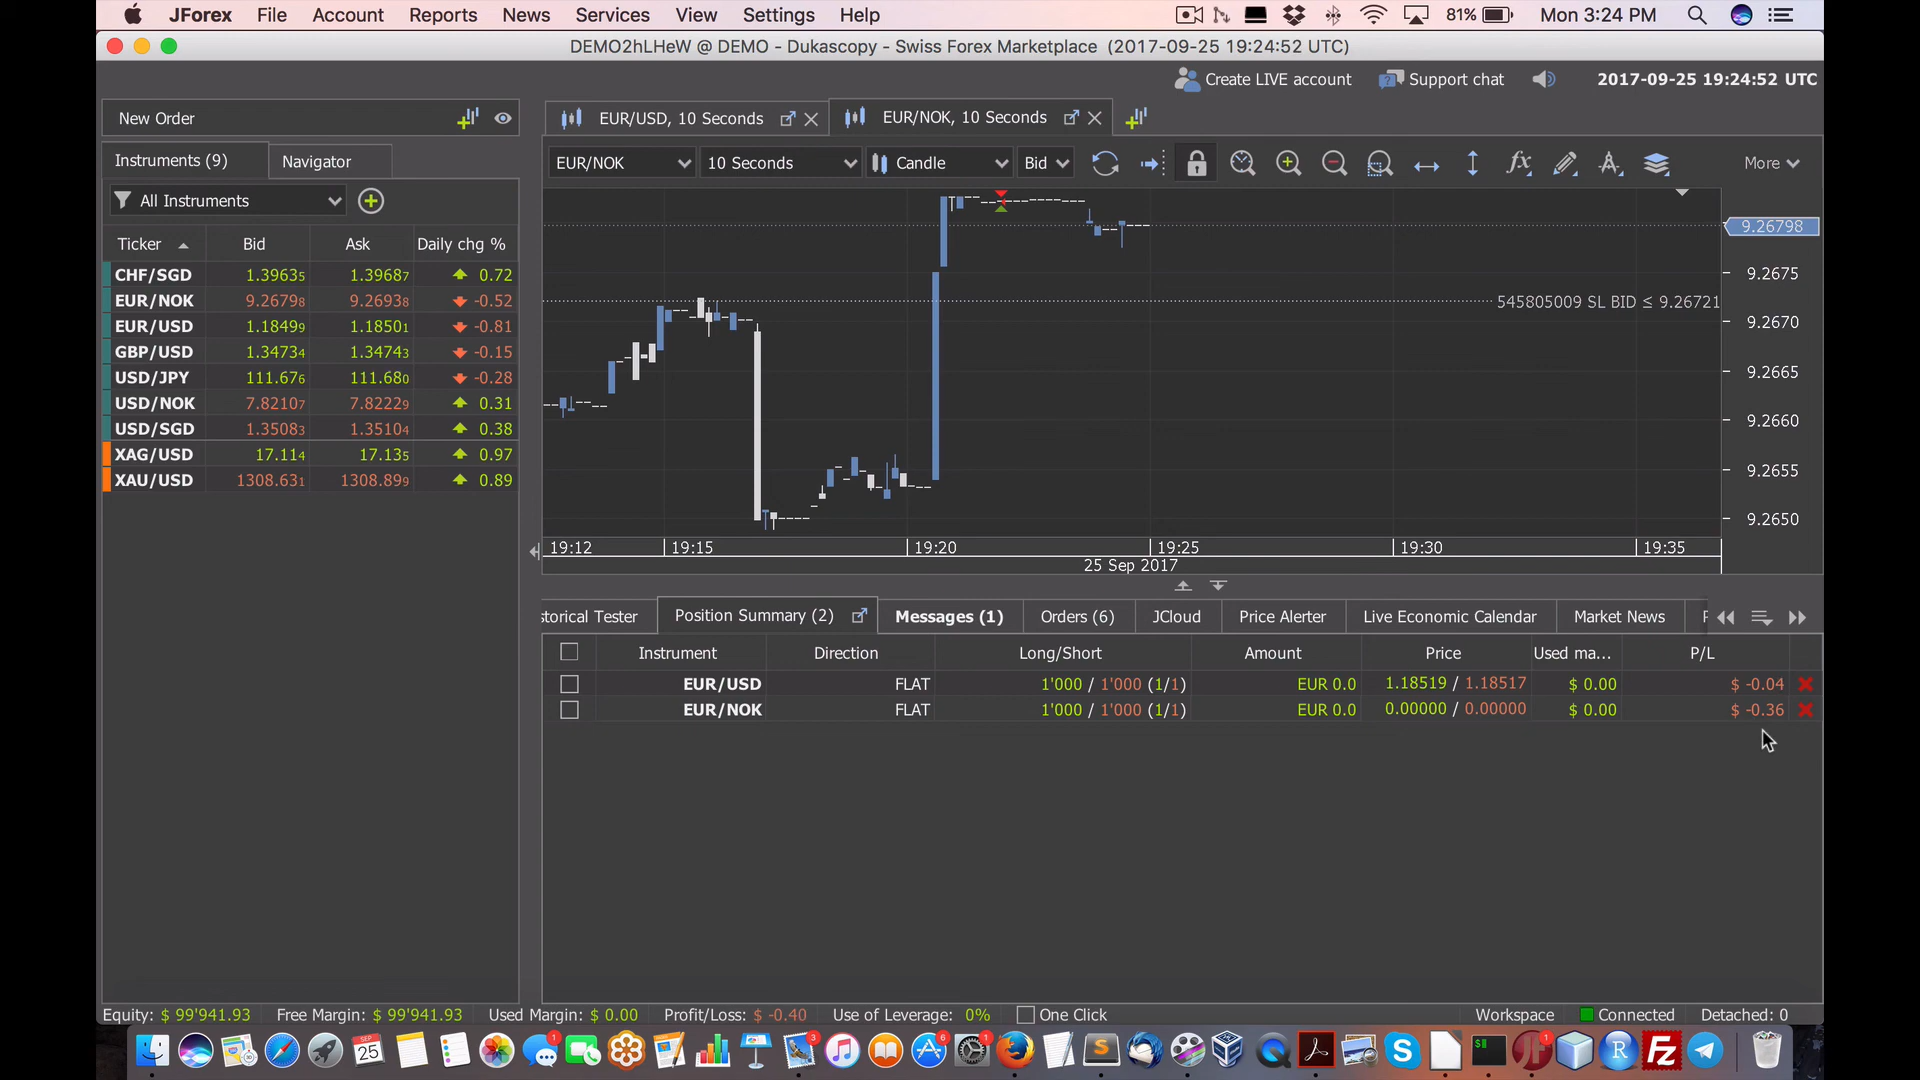 JForex File Account Reports News Services View Settings Help 81% Mon 3:24 PM
DEMO2hLHeW @ DEMO - Dukascopy - Swiss Forex Marketplace (2017-09-25 19:24:52 UTC)
Create LIVE account Support chat 2017-09-25 19:24:52 UTC
New Order
EUR/USD, 10 Seconds EUR/NOK, 10 Seconds
Instruments (9) Navigator
EUR/NOK 10 Seconds Candle Bid More
All Instruments
Ticker Bid Ask Daily chg %
CHF/SGD 1.39635 1.39687 0.72
EUR/NOK 9.26798 9.26938 -0.52
EUR/USD 1.18499 1.18501 -0.81
GBP/USD 1.34734 1.34743 -0.15
USD/JPY 111.676 111.680 -0.28
USD/NOK 7.82107 7.82229 0.31
USD/SGD 1.35083 1.35104 0.38
XAG/USD 17.114 17.135 0.97
XAU/USD 1308.631 1308.899 0.89
9.26798
9.2675
545805009 SL BID ≤ 9.26721
9.2670
9.2665
9.2660
9.2655
9.2650
19:12 19:15 19:20 19:25 19:30 19:35
25 Sep 2017
storical Tester Position Summary (2) Messages (1) Orders (6) JCloud Price Alerter Live Economic Calendar Market News
Instrument Direction Long/Short Amount Price Used ma... P/L
EUR/USD FLAT 1'000 / 1'000 (1/1) EUR 0.0 1.18519 / 1.18517 $ 0.00 $ -0.04
EUR/NOK FLAT 1'000 / 1'000 (1/1) EUR 0.0 0.00000 / 0.00000 $ 0.00 $ -0.36
Equity: $ 99'941.93 Free Margin: $ 99'941.93 Used Margin: $ 0.00 Profit/Loss: $ -0.40 Use of Leverage: 0% One Click Workspace Connected Detached: 0
SEP
25
1 3 6 1 1